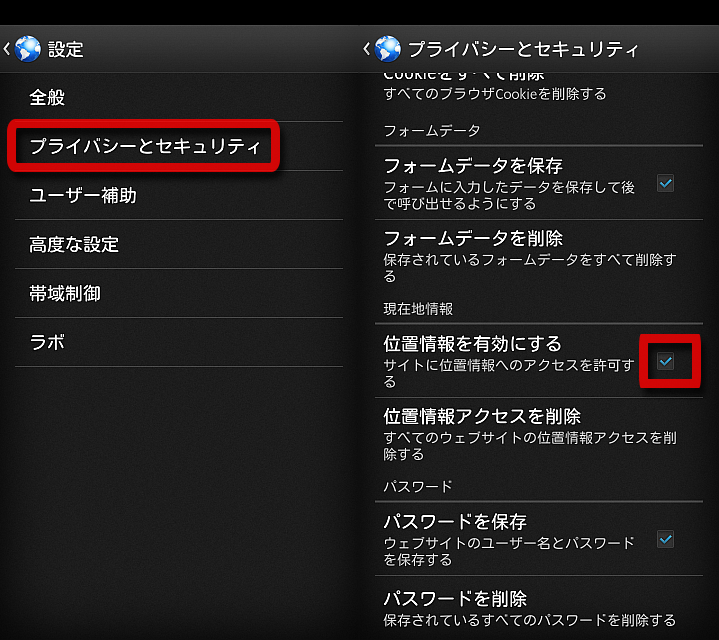 設定
全般
プライバシーとセキュリティ
ユーザー補助
高度な設定
帯域制御
ラボ
プライバシーとセキュリティ
Cookieをすべて削除
すべてのブラウザCookieを削除する
フォームデータ
フォームデータを保存
フォームに入力したデータを保存して後
で呼び出せるようにする
フォームデータを削除
保存されているフォームデータをすべて削除す
る
現在地情報
位置情報を有効にする
サイトに位置情報へのアクセスを許可す
る
位置情報アクセスを削除
すべてのウェブサイトの位置情報アクセスを削
除する
パスワード
パスワードを保存
ウェブサイトのユーザー名とパスワード
を保存する
パスワードを削除
保存されているすべてのパスワードを削除する